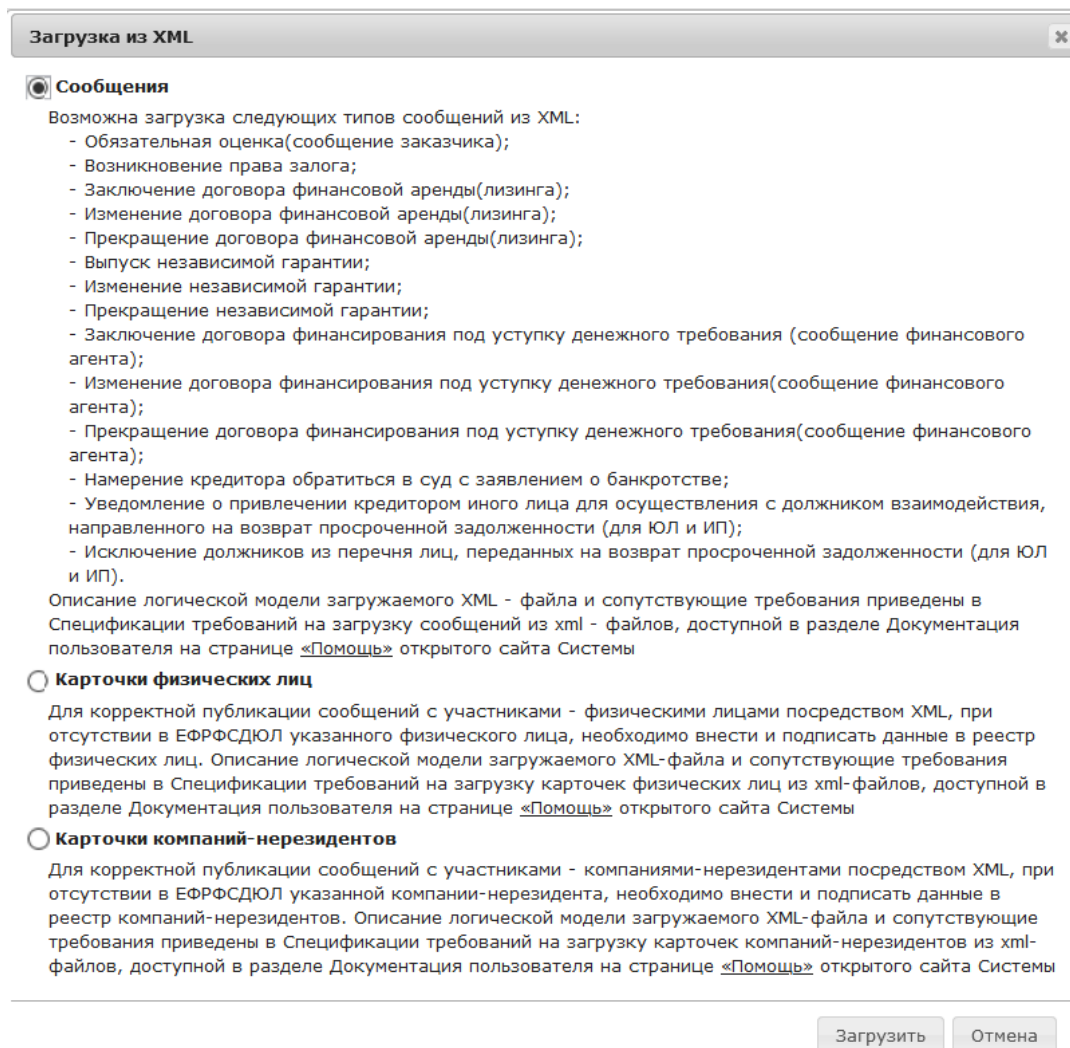 Загрузка из XML
Сообщения
Возможна загрузка следующих типов сообщений из XML:
- Обязательная оценка(сообщение заказчика);
- Возникновение права залога;
- Заключение договора финансовой аренды(лизинга);
- Изменение договора финансовой аренды(лизинга);
- Прекращение договора финансовой аренды(лизинга);
- Выпуск независимой гарантии;
- Изменение независимой гарантии;
- Прекращение независимой гарантии;
- Заключение договора финансирования под уступку денежного требования (сообщение финансового
агента);
- Изменение договора финансирования под уступку денежного требования(сообщение финансового
агента);
- Прекращение договора финансирования под уступку денежного требования(сообщение финансового
агента);
- Намерение кредитора обратиться в суд с заявлением о банкротстве;
- Уведомление о привлечении кредитором иного лица для осуществления с должником взаимодействия,
направленного на возврат просроченной задолженности (для ЮЛ и ИП);
- Исключение должников из перечня лиц, переданных на возврат просроченной задолженности (для ЮЛ
и ИП).
Описание логической модели загружаемого XML - файла и сопутствующие требования приведены в
Спецификации требований на загрузку сообщений из xml - файлов, доступной в разделе Документация
пользователя на странице «Помощь» открытого сайта Системы
Карточки физических лиц
Для корректной публикации сообщений с участниками - физическими лицами посредством XML, при
отсутствии в ЕФРФСДЮЛ указанного физического лица, необходимо внести и подписать данные в реестр
физических лиц. Описание логической модели загружаемого XML-файла и сопутствующие требования
приведены в Спецификации требований на загрузку карточек физических лиц из xml-файлов, доступной в
разделе Документация пользователя на странице «Помощь» открытого сайта Системы
Карточки компаний-нерезидентов
Для корректной публикации сообщений с участниками - компаниями-нерезидентами посредством XML, при
отсутствии в ЕФРФСДЮЛ указанной компании-нерезидента, необходимо внести и подписать данные в
реестр компаний-нерезидентов. Описание логической модели загружаемого XML-файла и сопутствующие
требования приведены в Спецификации требований на загрузку карточек компаний-нерезидентов из xml-
файлов, доступной в разделе Документация пользователя на странице «Помощь» открытого сайта Системы
Загрузить Отмена